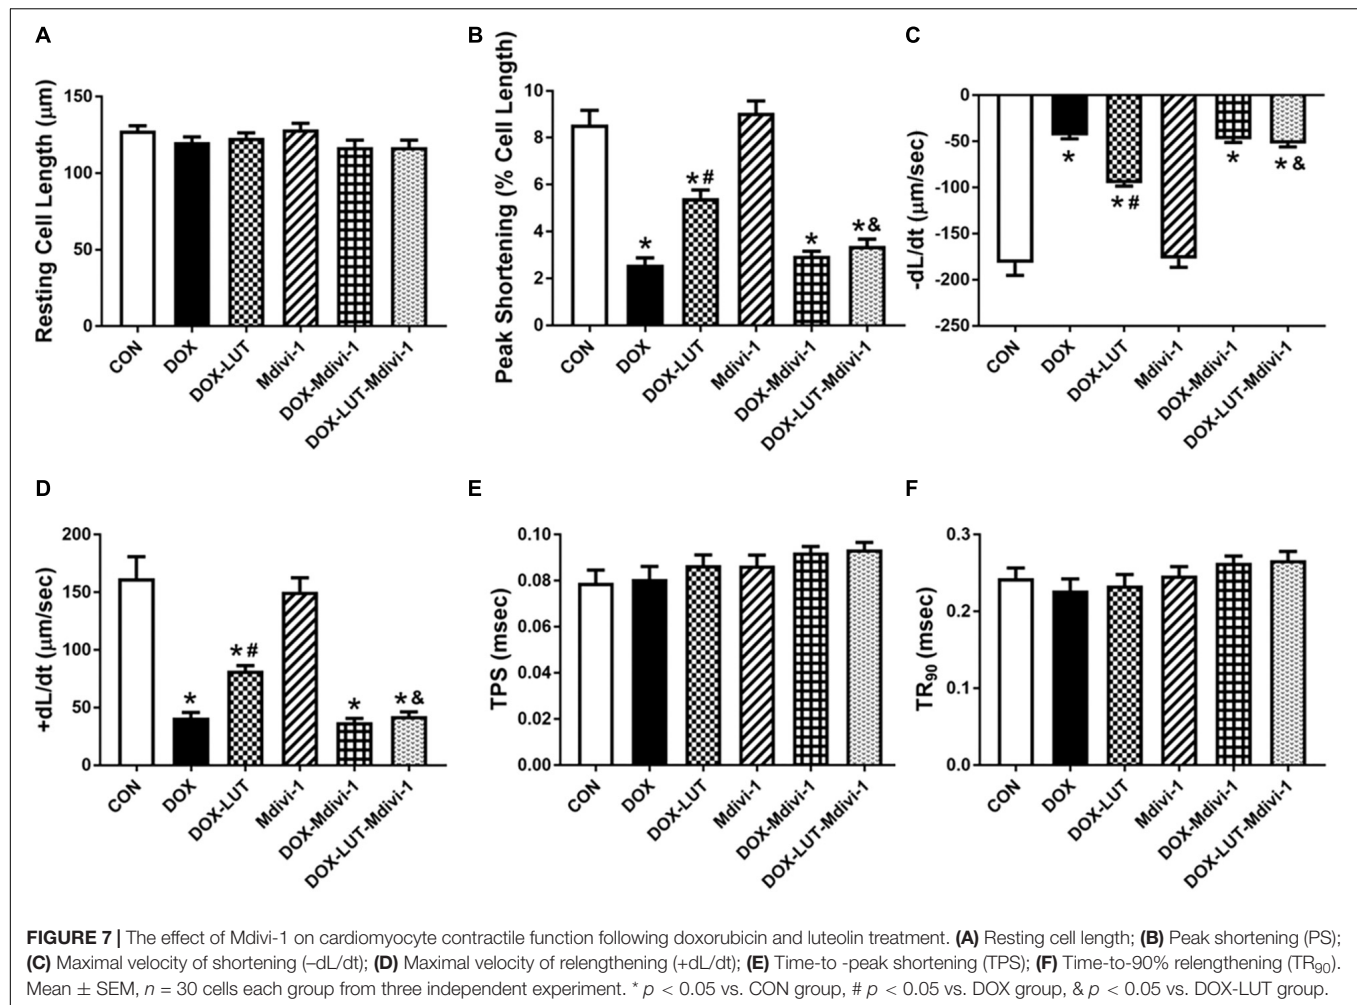 A
Resting Cell Length (μm)
150
100
50
0
CON
DOX
DOX-LUT
Mdivi-1
DOX-Mdivi-1
DOX-LUT-Mdivi-1
B
Peak Shortening (% Cell Length)
10
8
6
4
2
0
*
*#
*
*&
CON
DOX
DOX-LUT
Mdivi-1
DOX-Mdivi-1
DOX-LUT-Mdivi-1
C
-dL/dt (μm/sec)
0
-50
-100
-150
-200
-250
*
*#
*
*&
CON
DOX
DOX-LUT
Mdivi-1
DOX-Mdivi-1
DOX-LUT-Mdivi-1
D
+dL/dt (μm/sec)
200
150
100
50
0
*
*#
*
*&
CON
DOX
DOX-LUT
Mdivi-1
DOX-Mdivi-1
DOX-LUT-Mdivi-1
E
TPS (msec)
0.10
0.08
0.06
0.04
0.02
0.00
CON
DOX
DOX-LUT
Mdivi-1
DOX-Mdivi-1
DOX-LUT-Mdivi-1
F
TR90 (msec)
0.3
0.2
0.1
0.0
CON
DOX
DOX-LUT
Mdivi-1
DOX-Mdivi-1
DOX-LUT-Mdivi-1
FIGURE 7 | The effect of Mdivi-1 on cardiomyocyte contractile function following doxorubicin and luteolin treatment. (A) Resting cell length; (B) Peak shortening (PS);
(C) Maximal velocity of shortening (–dL/dt); (D) Maximal velocity of relengthening (+dL/dt); (E) Time-to -peak shortening (TPS); (F) Time-to-90% relengthening (TR90).
Mean ± SEM, n = 30 cells each group from three independent experiment. * p < 0.05 vs. CON group, # p < 0.05 vs. DOX group, & p < 0.05 vs. DOX-LUT group.